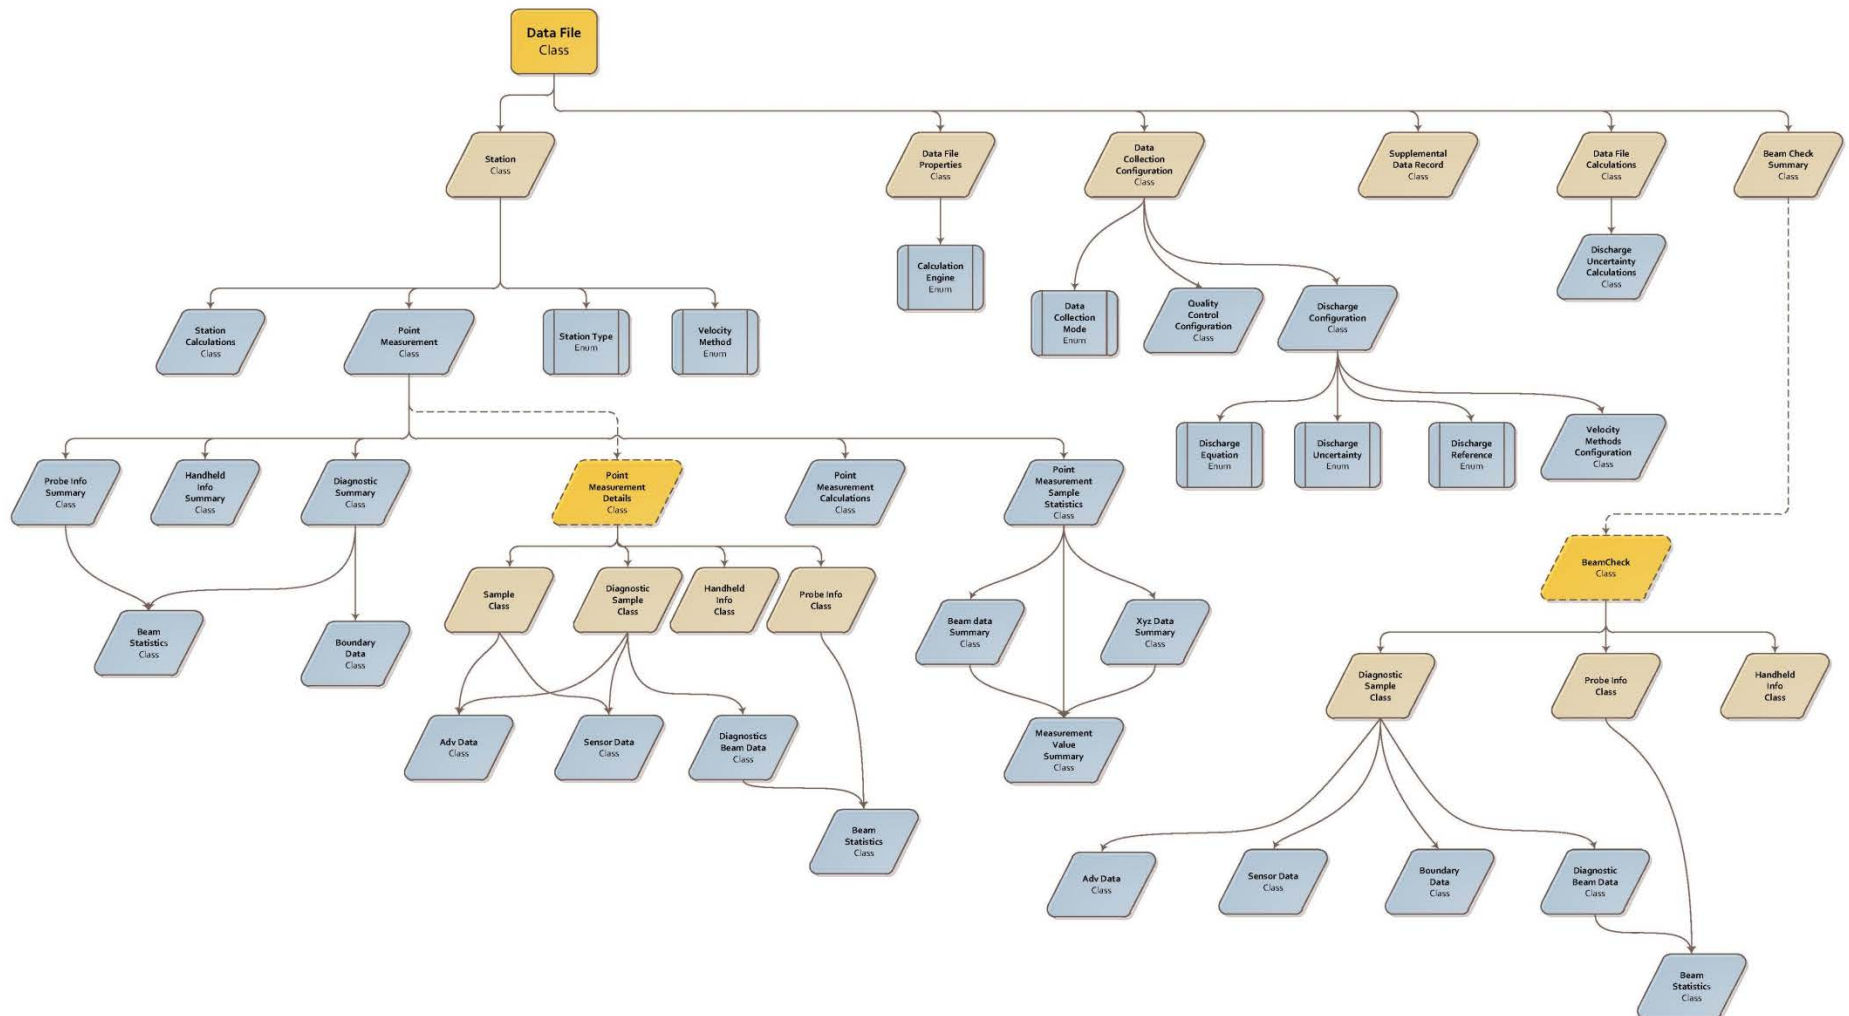 Data File
Class
Station
Class
Data File
Properties
Class
Data
Collection
Configuration
Class
Supplemental
Data Record
Class
Data File
Calculations
Class
Beam Check
Summary
Class
Calculation
Engine
Enum
Discharge
Uncertainty
Calculations
Class
Data
Collection
Mode
Enum
Quality
Control
Configuration
Class
Discharge
Configuration
Class
Station
Calculations
Class
Point
Measurement
Class
Station Type
Enum
Velocity
Method
Enum
Discharge
Equation
Enum
Discharge
Uncertainty
Enum
Discharge
Reference
Enum
Velocity
Methods
Configuration
Class
Probe Info
Summary
Class
Handheld
Info
Summary
Class
Diagnostic
Summary
Class
Point
Measurement
Details
Class
Point
Measurement
Calculations
Class
Point
Measurement
Sample
Statistics
Class
BeamCheck
Class
Sample
Class
Diagnostic
Sample
Class
Handheld
Info
Class
Probe Info
Class
Beam
Statistics
Class
Boundary
Data
Class
Beam data
Summary
Class
Xyz Data
Summary
Class
Diagnostic
Sample
Class
Probe Info
Class
Handheld
Info
Class
Adv Data
Class
Sensor Data
Class
Diagnostics
Beam Data
Class
Measurement
Value
Summary
Class
Beam
Statistics
Class
Adv Data
Class
Sensor Data
Class
Boundary
Data
Class
Diagnostic
Beam Data
Class
Beam
Statistics
Class